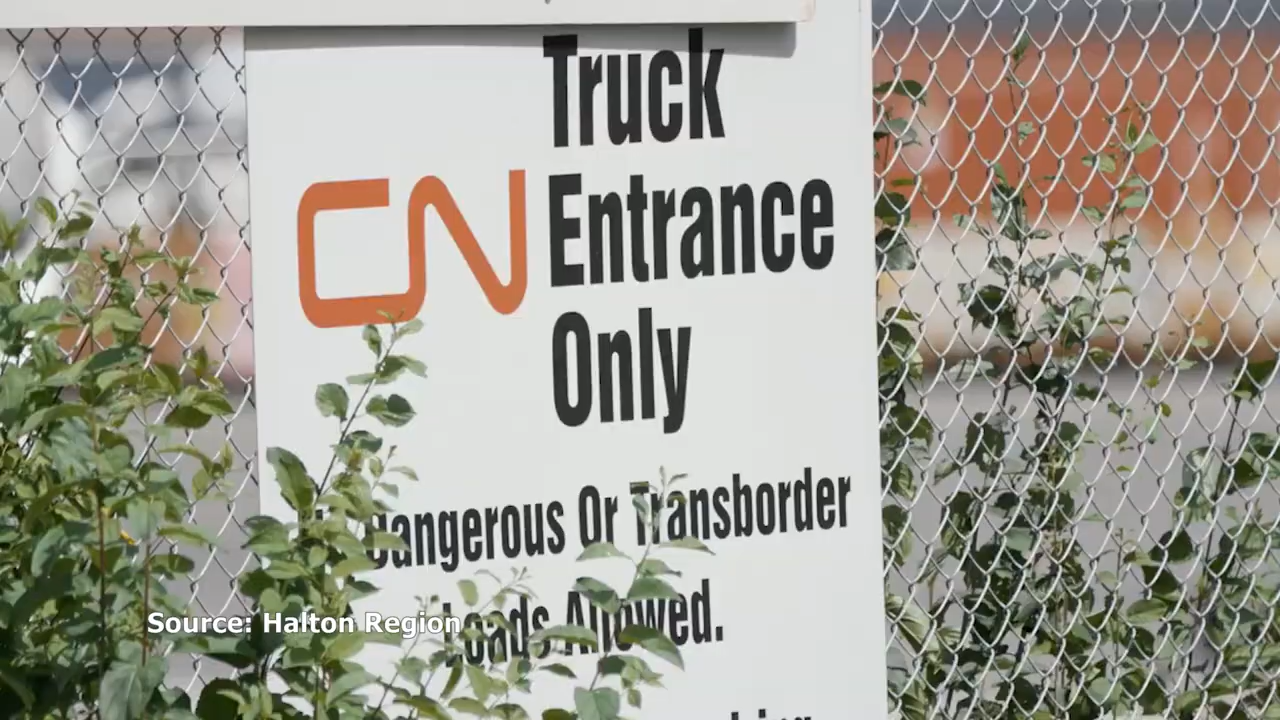 Truck
CN Entrance
Only
Dangerous Or Transborder
Loads Allowed.
Source: Halton Region